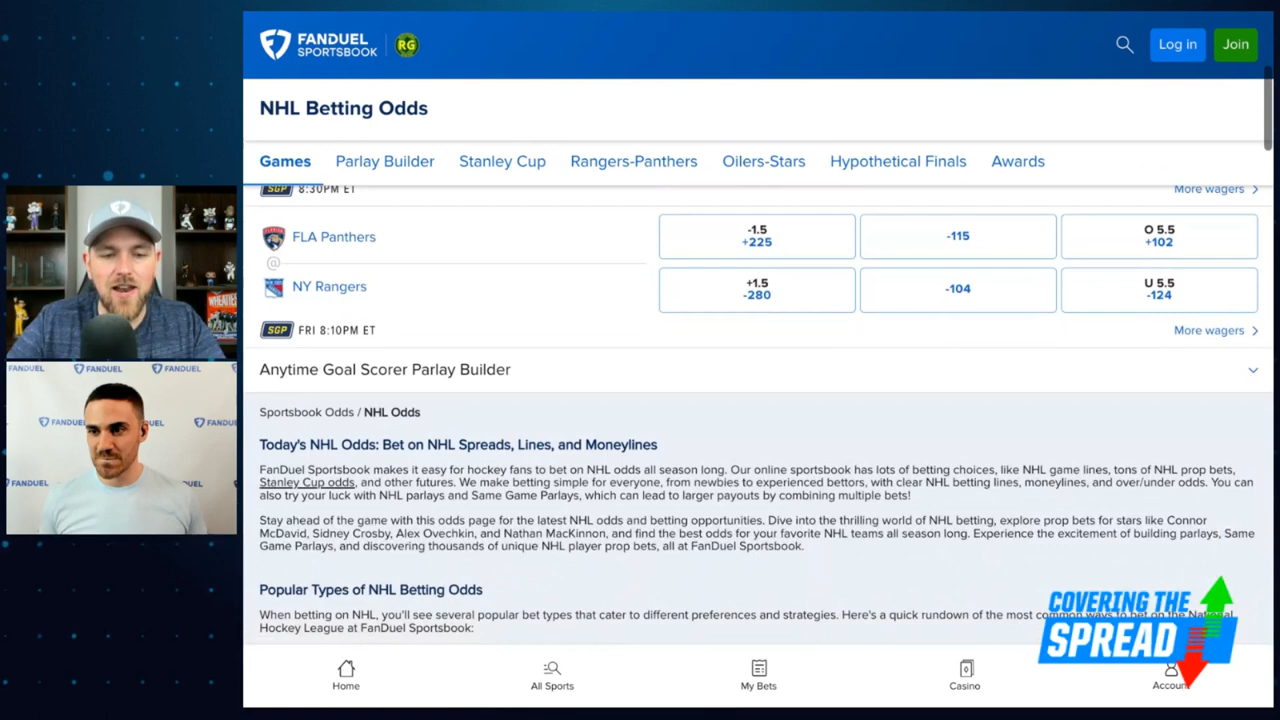 FANDUEL
SPORTSBOOK
RG
Log in
Join
NHL Betting Odds
Games Parlay Builder Stanley Cup Rangers-Panthers Oilers-Stars Hypothetical Finals Awards
SGP 8:30PM ET More wagers
FLA Panthers
-1.5
+225
-115
O 5.5
+102
@
NY Rangers
+1.5
-280
-104
U 5.5
-124
SGP FRI 8:10PM ET More wagers
Anytime Goal Scorer Parlay Builder
Sportsbook Odds / NHL Odds
Today's NHL Odds: Bet on NHL Spreads, Lines, and Moneylines
FanDuel Sportsbook makes it easy for hockey fans to bet on NHL odds all season long. Our online sportsbook has lots of betting choices, like NHL game lines, tons of NHL prop bets,
Stanley Cup odds, and other futures. We make betting simple for everyone, from newbies to experienced bettors, with clear NHL betting lines, moneylines, and over/under odds. You can
also try your luck with NHL parlays and Same Game Parlays, which can lead to larger payouts by combining multiple bets!
Stay ahead of the game with this odds page for the latest NHL odds and betting opportunities. Dive into the thrilling world of NHL betting, explore prop bets for stars like Connor
McDavid, Sidney Crosby, Alex Ovechkin, and Nathan MacKinnon, and find the best odds for your favorite NHL teams all season long. Experience the excitement of building parlays, Same
Game Parlays, and discovering thousands of unique NHL player prop bets, all at FanDuel Sportsbook.
Popular Types of NHL Betting Odds
When betting on NHL, you'll see several popular bet types that cater to different preferences and strategies. Here's a quick rundown of the most common ways to bet on the National
Hockey League at FanDuel Sportsbook:
Home
All Sports
My Bets
Casino
Account
COVERING THE
SPREAD
WHEATIES
FANDUEL FANDUEL FANDUEL FANDUEL
FANDUEL